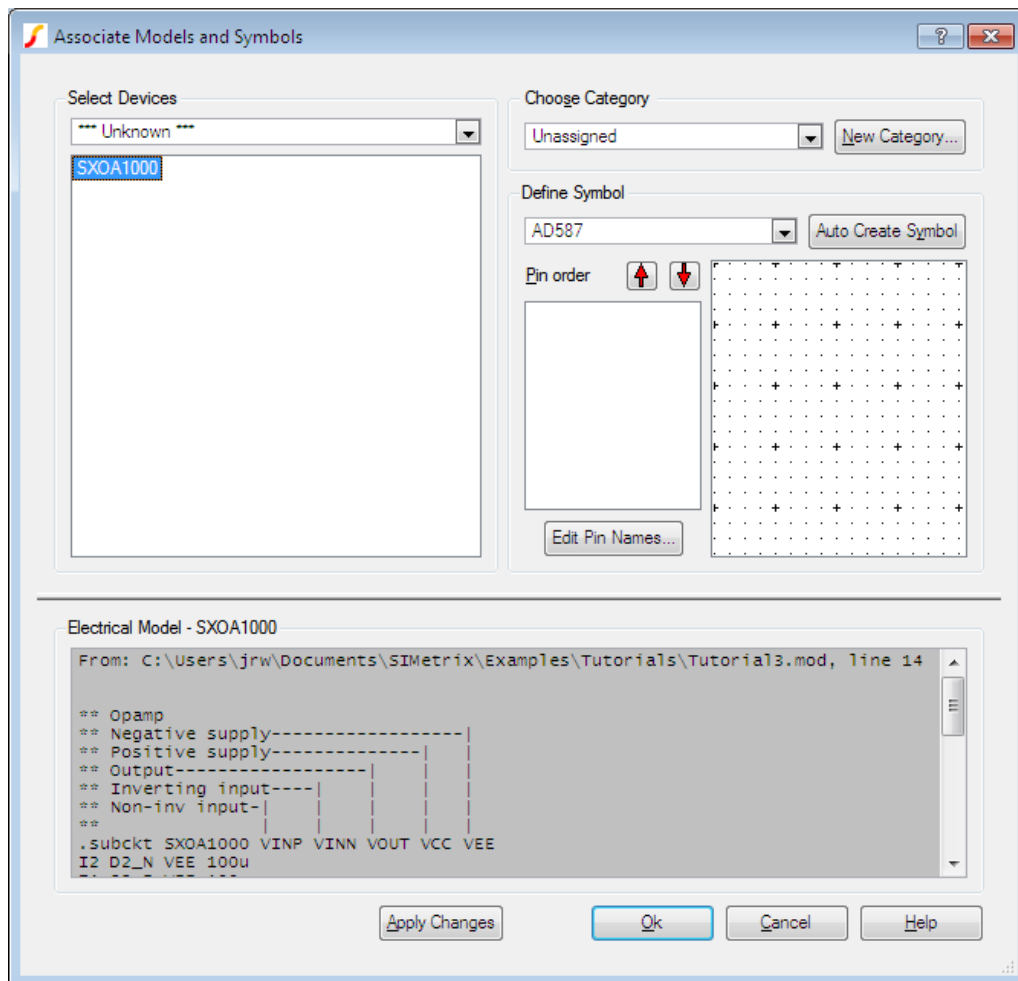 Associate Models and Symbols
Select Devices
*** Unknown ***
SXOA1000
Choose Category
Unassigned
New Category...
Define Symbol
AD587
Auto Create Symbol
Pin order
Edit Pin Names...
Electrical Model - SXOA1000
From: C:\Users\jrw\Documents\SIMetrix\Examples\Tutorials\Tutorial3.mod, line 14
** Opamp
** Negative supply------------------|
** Positive supply--------------|   |
** Output------------------|    |   |
** Inverting input----|    |    |   |
** Non-inv input-|    |    |    |   |
**               |    |    |    |   |
.subckt SXOA1000 VINP VINN VOUT VCC VEE
I2 D2_N VEE 100u
Apply Changes
Ok
Cancel
Help